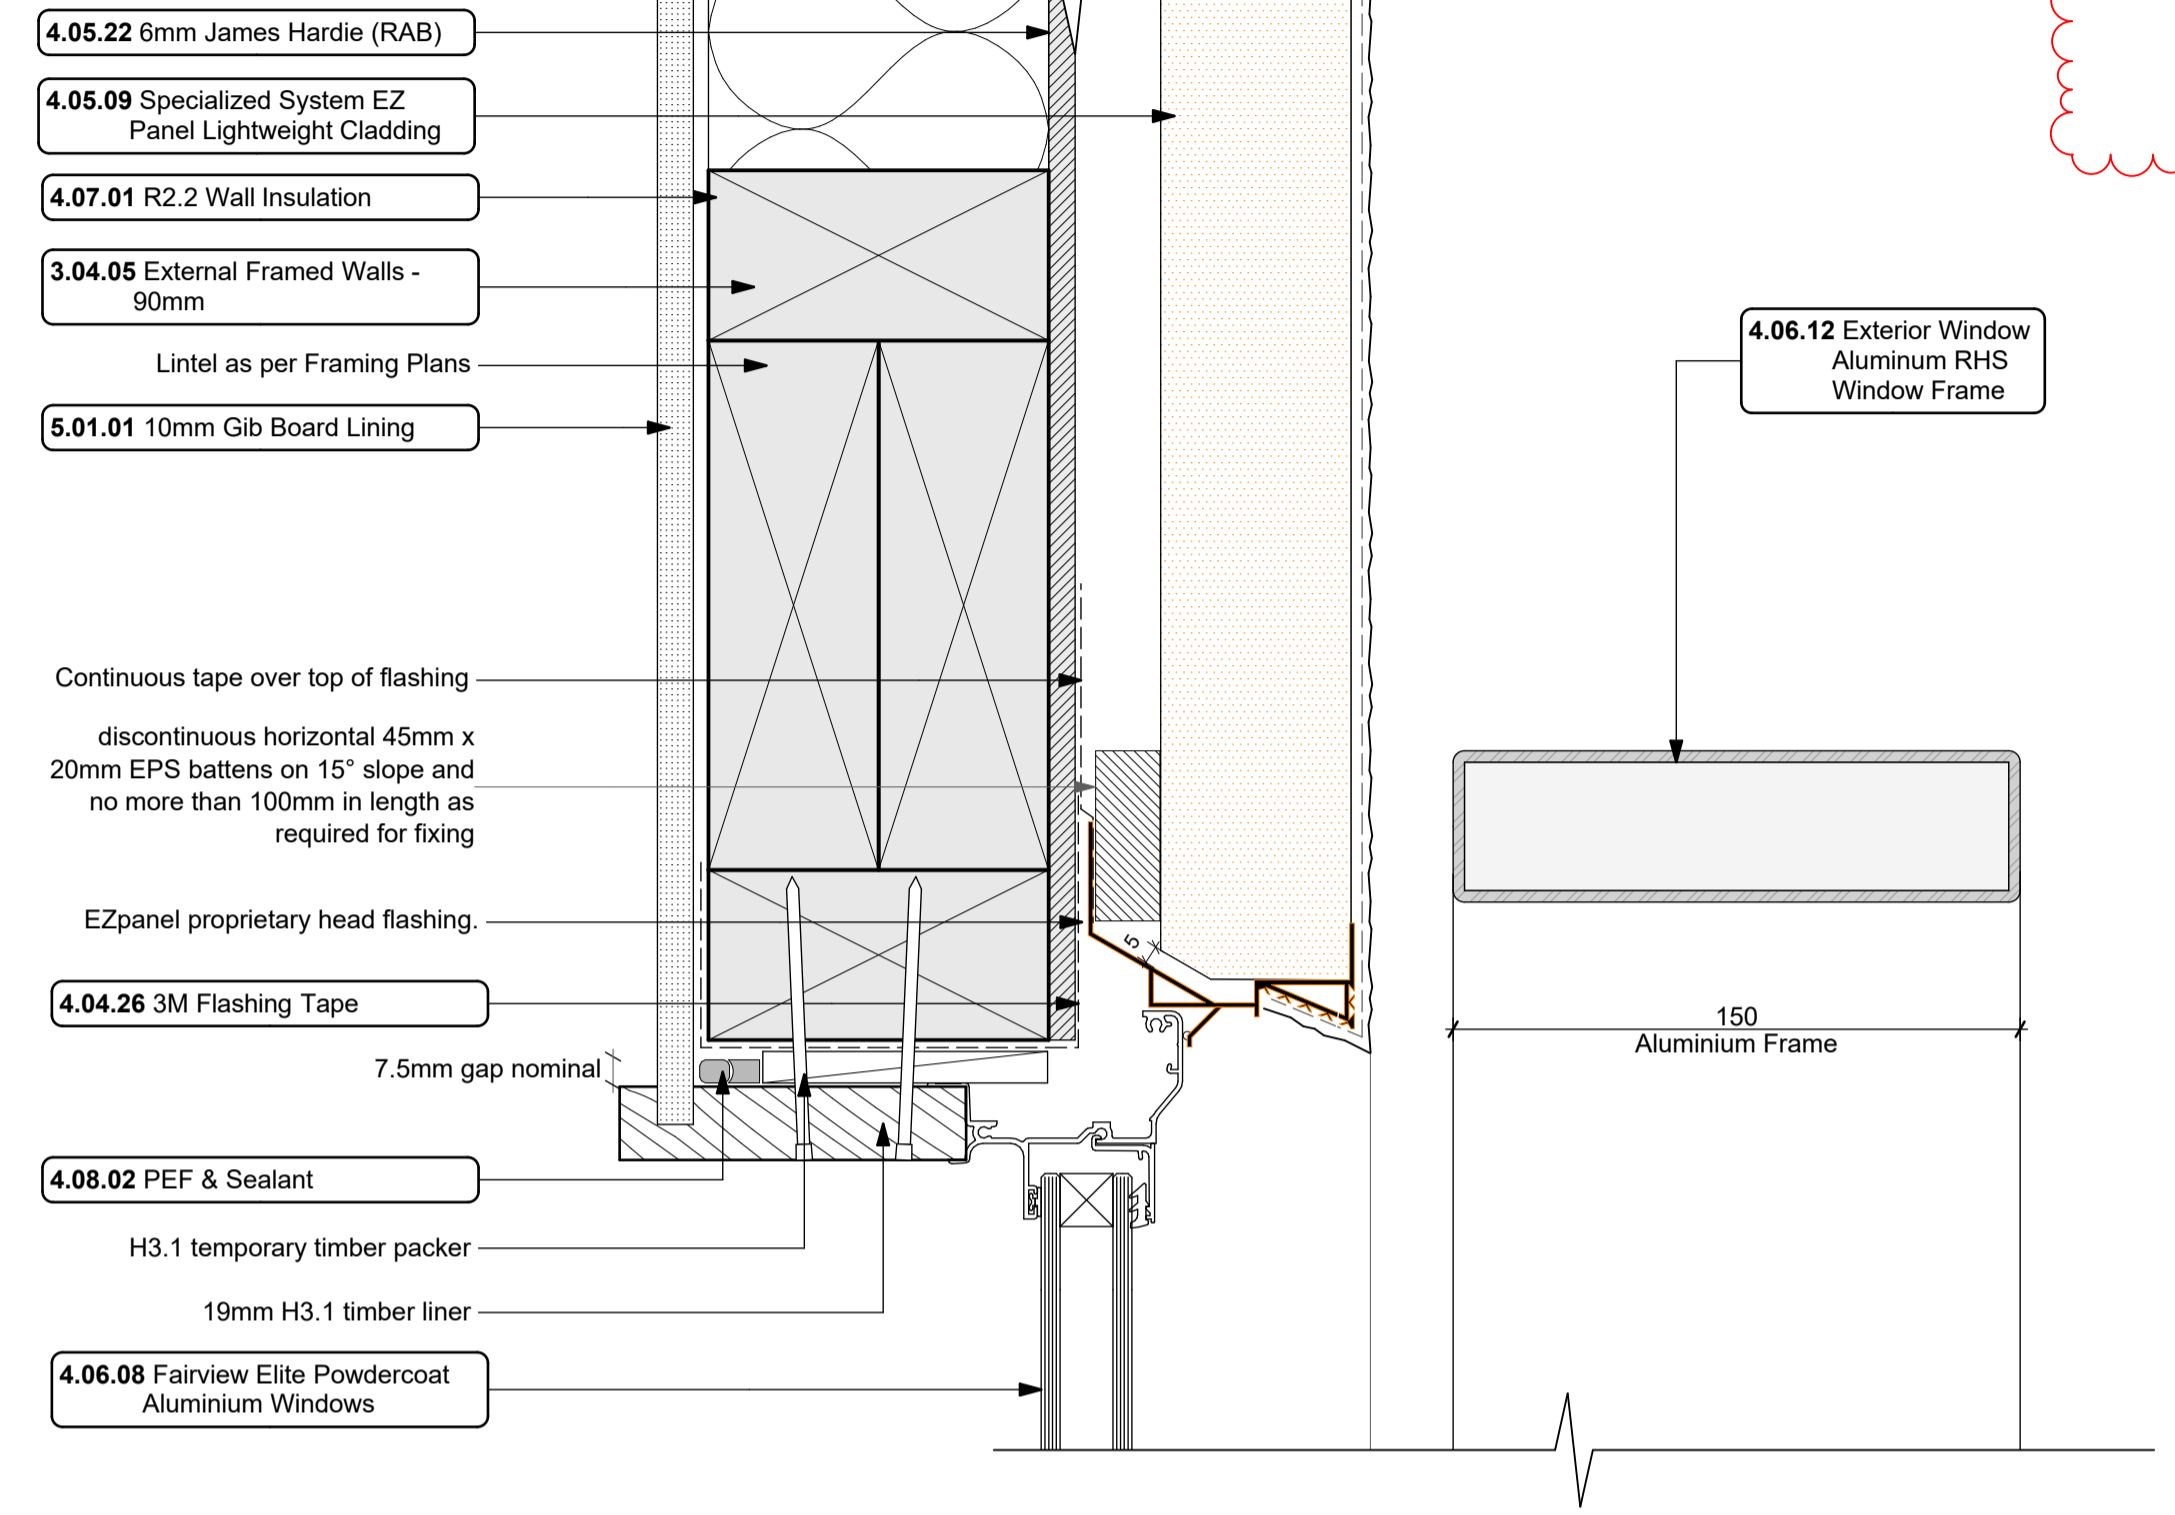 4.05.22 6mm James Hardie (RAB)
4.05.09 Specialized System EZ
Panel Lightweight Cladding
4.07.01 R2.2 Wall Insulation
3.04.05 External Framed Walls -
90mm
Lintel as per Framing Plans
5.01.01 10mm Gib Board Lining
Continuous tape over top of flashing
discontinuous horizontal 45mm x
20mm EPS battens on 15° slope and
no more than 100mm in length as
required for fixing
EZpanel proprietary head flashing.
4.04.26 3M Flashing Tape
7.5mm gap nominal
4.08.02 PEF & Sealant
H3.1 temporary timber packer
19mm H3.1 timber liner
4.06.08 Fairview Elite Powdercoat
Aluminium Windows
5
4.06.12 Exterior Window
Aluminum RHS
Window Frame
150
Aluminium Frame